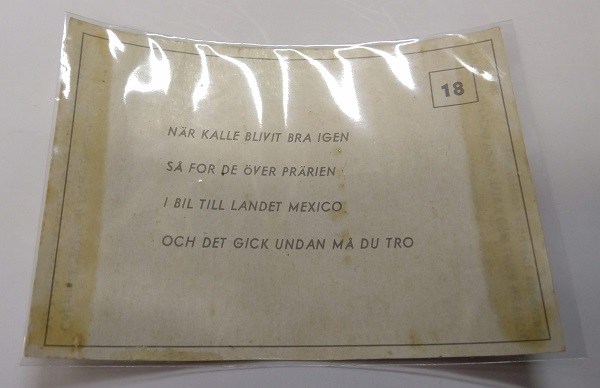 18
NÄR KALLE BLIVIT BRA IGEN
SÅ FOR DE ÖVER PRÄRIEN
I BIL TILL LANDET MEXICO
OCH DET GICK UNDAN MÅ DU TRO